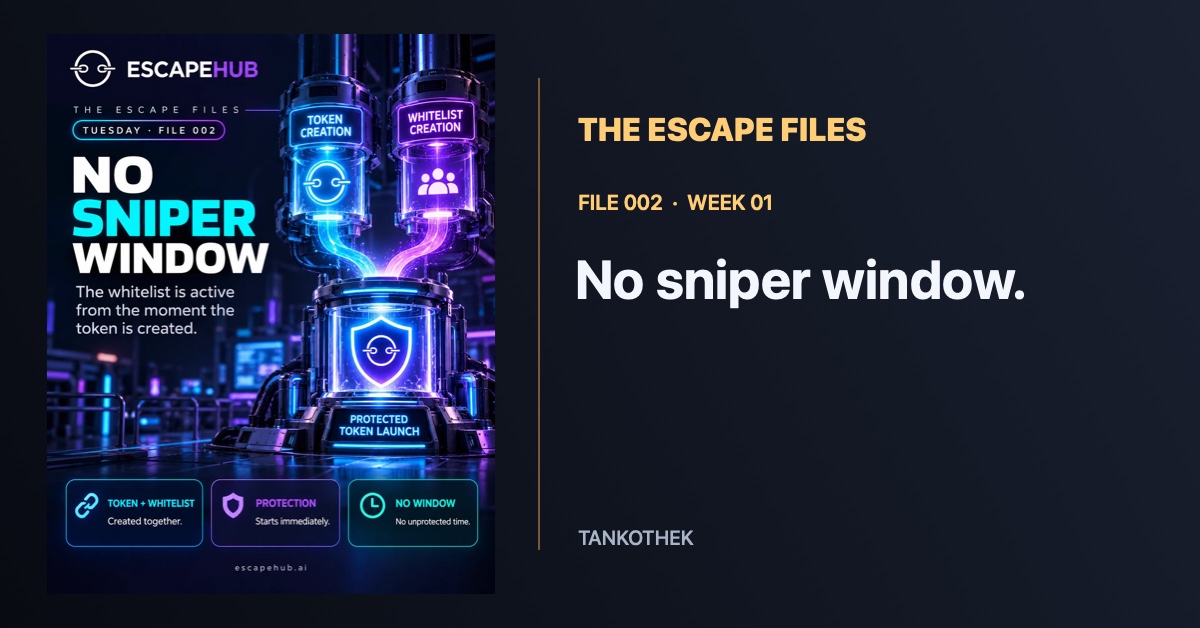 ESCAPEHUB
THE ESCAPE FILES
TUESDAY · FILE 002
NO
SNIPER
WINDOW
The whitelist is active
from the moment the
token is created.
TOKEN
CREATION
WHITELIST
CREATION
PROTECTED
TOKEN LAUNCH
TOKEN + WHITELIST
Created together.
PROTECTION
Starts immediately.
NO WINDOW
No unprotected time.
escapehub.ai
THE ESCAPE FILES
FILE 002 · WEEK 01
No sniper window.
TANKOTHEK